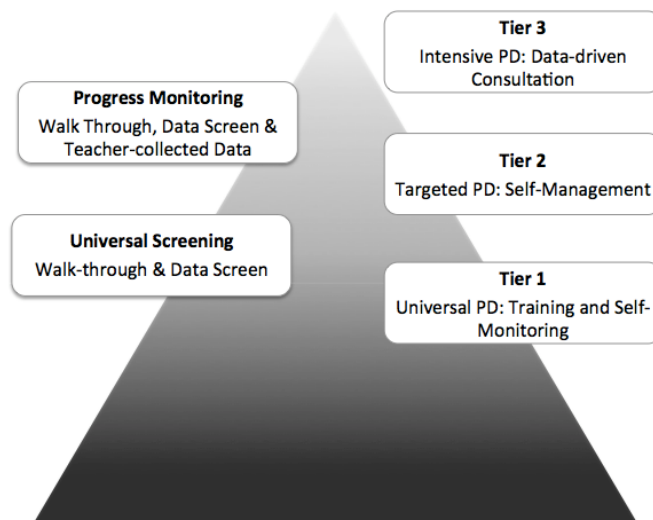 Tier 3
Intensive PD: Data-driven
Consultation
Progress Monitoring
Walk Through, Data Screen &
Teacher-collected Data
Tier 2
Targeted PD: Self-Management
Universal Screening
Walk-through & Data Screen
Tier 1
Universal PD: Training and Self-
Monitoring